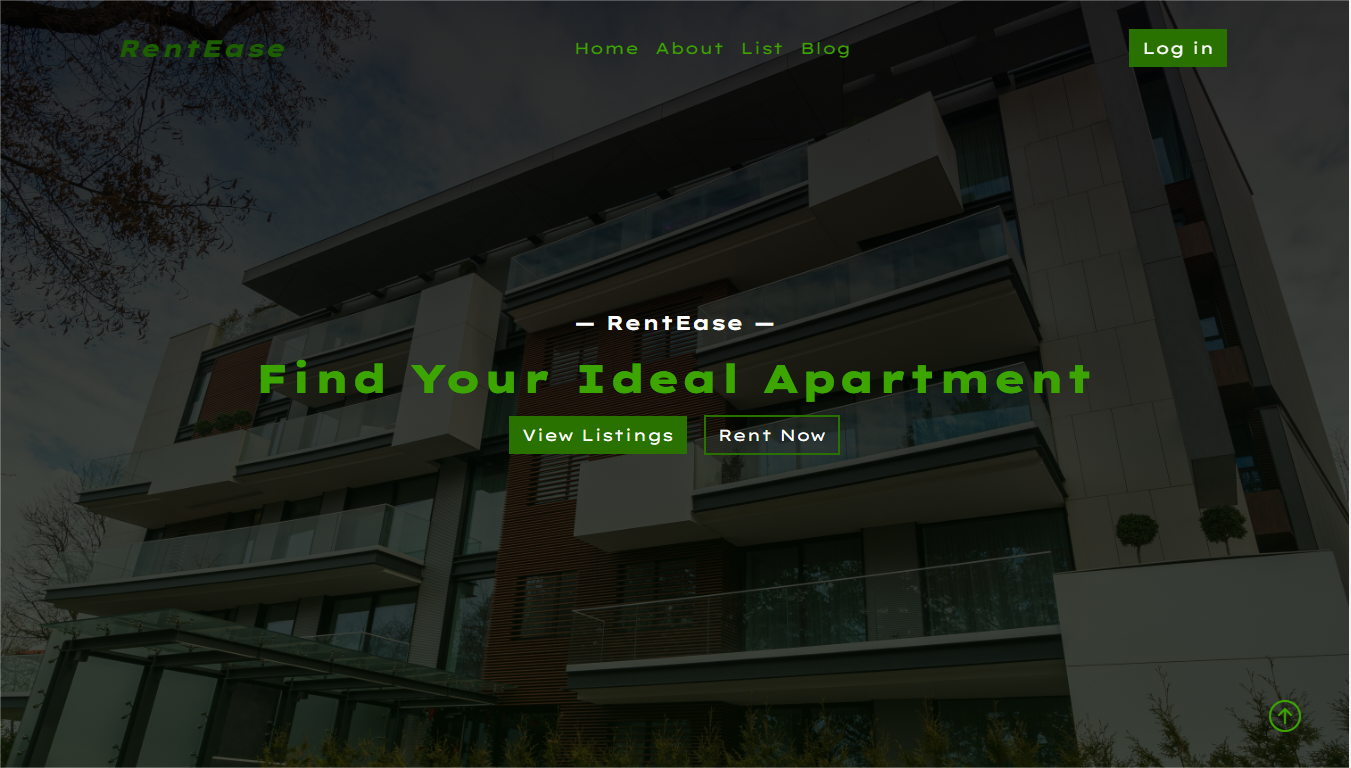 RentEase
Home About List Blog
Log in
— RentEase —
Find Your Ideal Apartment
View Listings
Rent Now